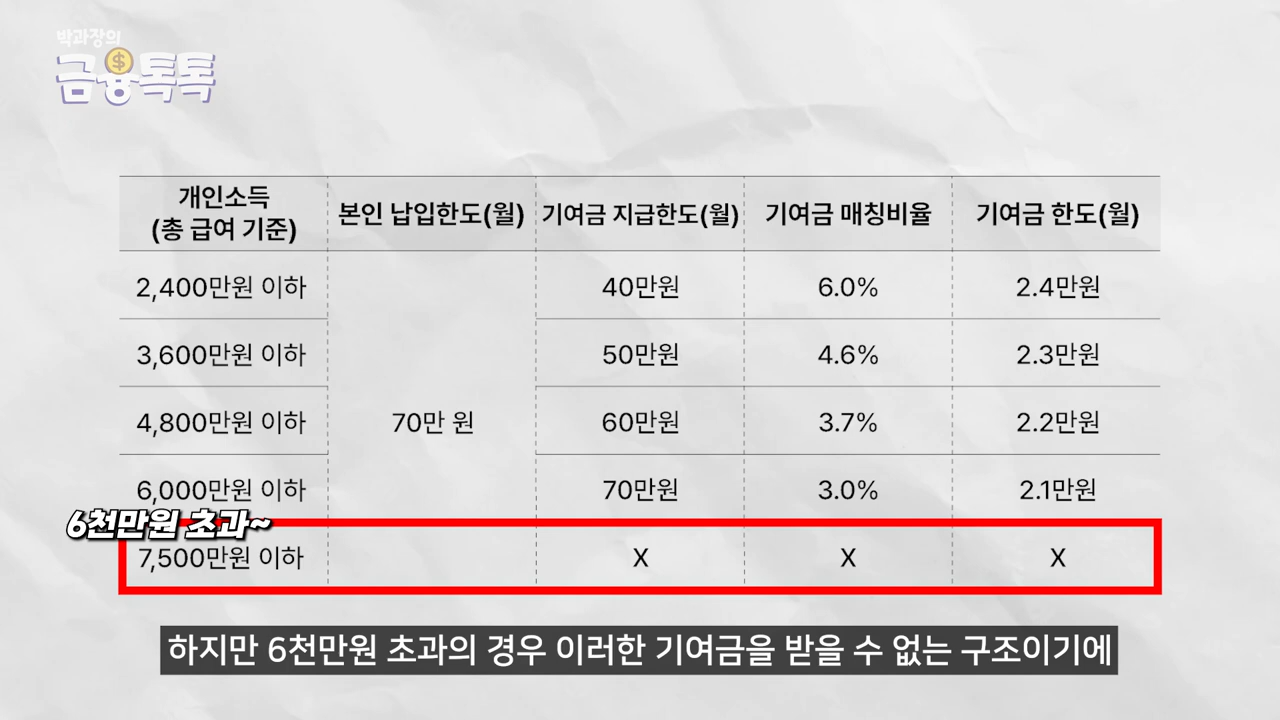 박과장의
금융톡톡
개인소득
(총 급여 기준)
본인 납입한도(월)
기여금 지급한도(월)
기여금 매칭비율
기여금 한도(월)
2,400만원 이하
40만원
6.0%
2.4만원
3,600만원 이하
50만원
4.6%
2.3만원
4,800만원 이하
70만 원
60만원
3.7%
2.2만원
6,000만원 이하
70만원
3.0%
2.1만원
6천만원 초과~
7,500만원 이하
X
X
X
하지만 6천만원 초과의 경우 이러한 기여금을 받을 수 없는 구조이기에